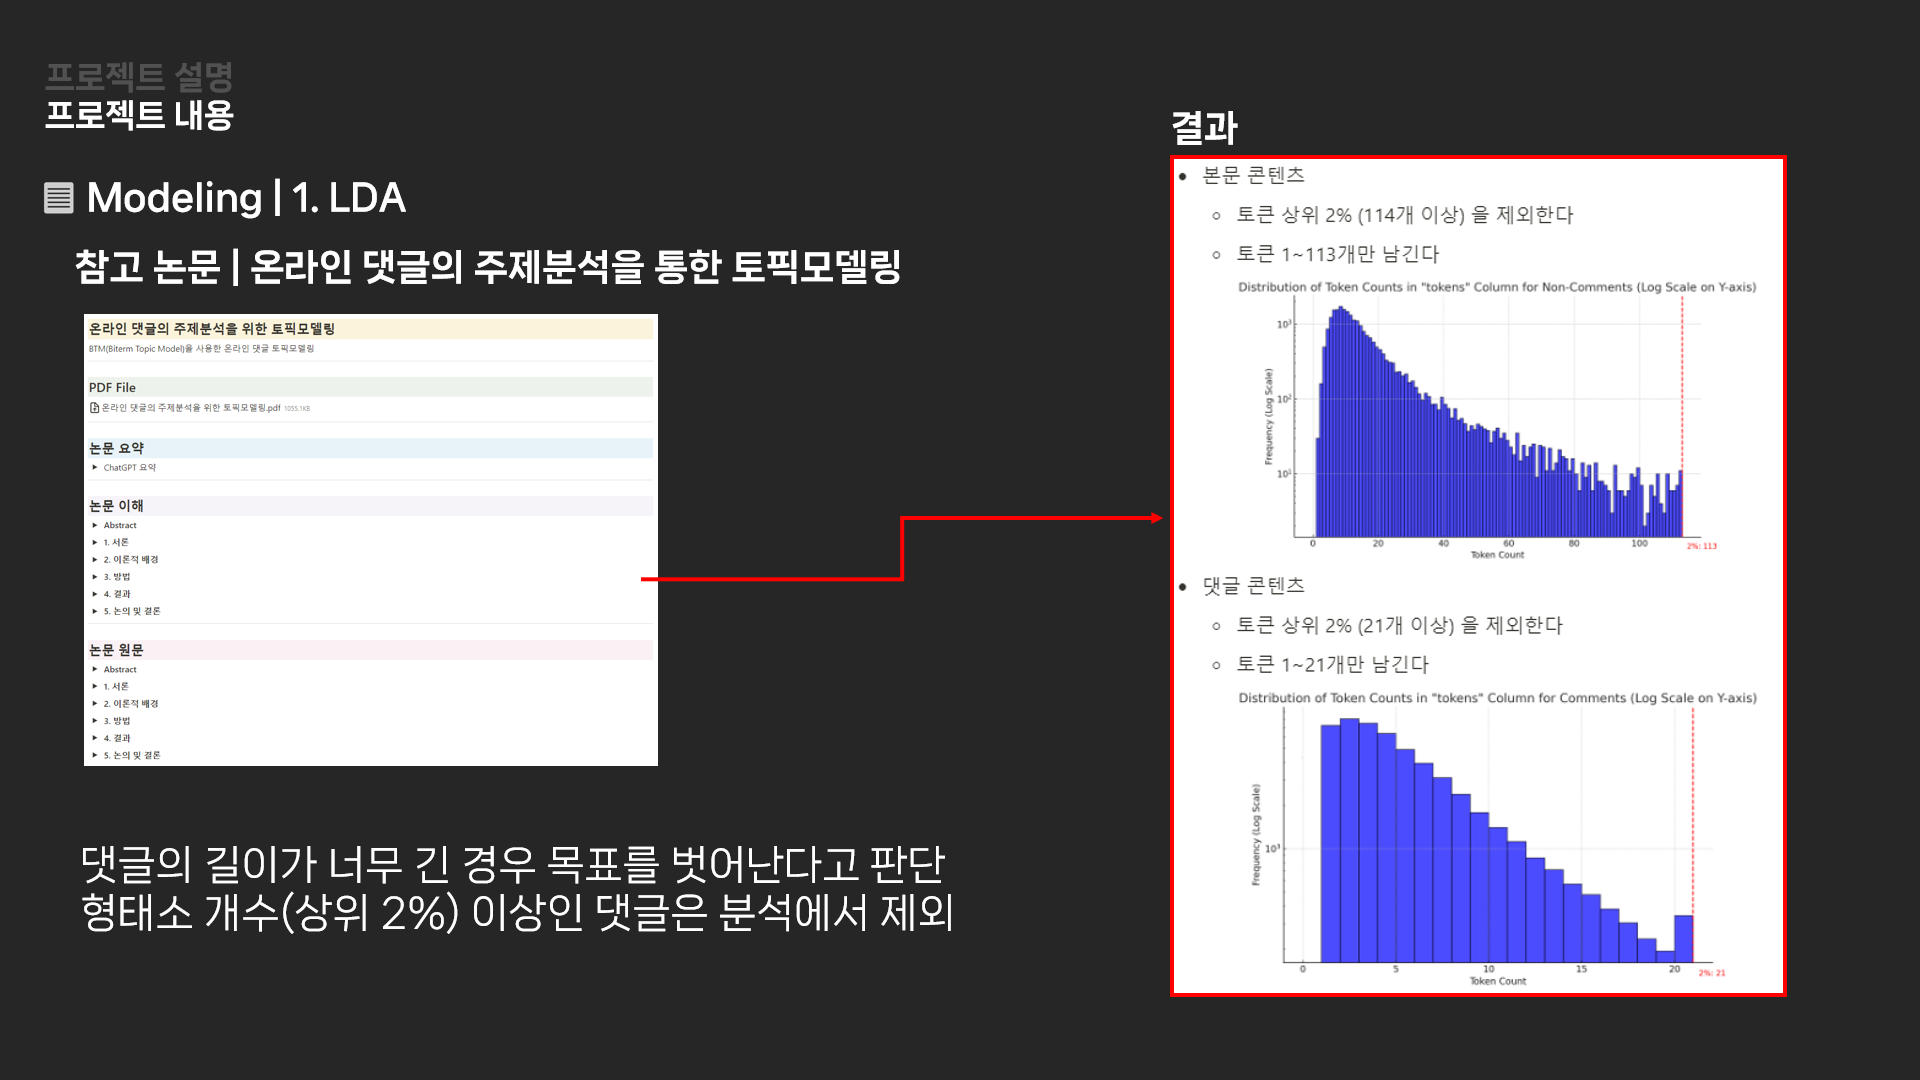 프로젝트 설명
프로젝트 내용
Modeling | 1. LDA
참고 논문 | 온라인 댓글의 주제분석을 통한 토픽모델링
온라인 댓글의 주제분석을 위한 토픽모델링
BTM(Biterm Topic Model)을 사용한 온라인 댓글 토픽모델링
PDF File
온라인 댓글의 주제분석을 위한 토픽모델링.pdf 1055.1KB
논문 요약
ChatGPT 요약
논문 이해
Abstract
1. 서론
2. 이론적 배경
3. 방법
4. 결과
5. 논의 및 결론
논문 원문
Abstract
1. 서론
2. 이론적 배경
3. 방법
4. 결과
5. 논의 및 결론
댓글의 길이가 너무 긴 경우 목표를 벗어난다고 판단
형태소 개수(상위 2%) 이상인 댓글은 분석에서 제외
결과
본문 콘텐츠
토큰 상위 2% (114개 이상) 을 제외한다
토큰 1~113개만 남긴다
Distribution of Token Counts in "tokens" Column for Non-Comments (Log Scale on Y-axis)
Frequency (Log Scale)
10³
10²
10¹
0 20 40 60 80 100
2%: 113
Token Count
댓글 콘텐츠
토큰 상위 2% (21개 이상) 을 제외한다
토큰 1~21개만 남긴다
Distribution of Token Counts in "tokens" Column for Comments (Log Scale on Y-axis)
Frequency (Log Scale)
10³
0 5 10 15 20
2%: 21
Token Count